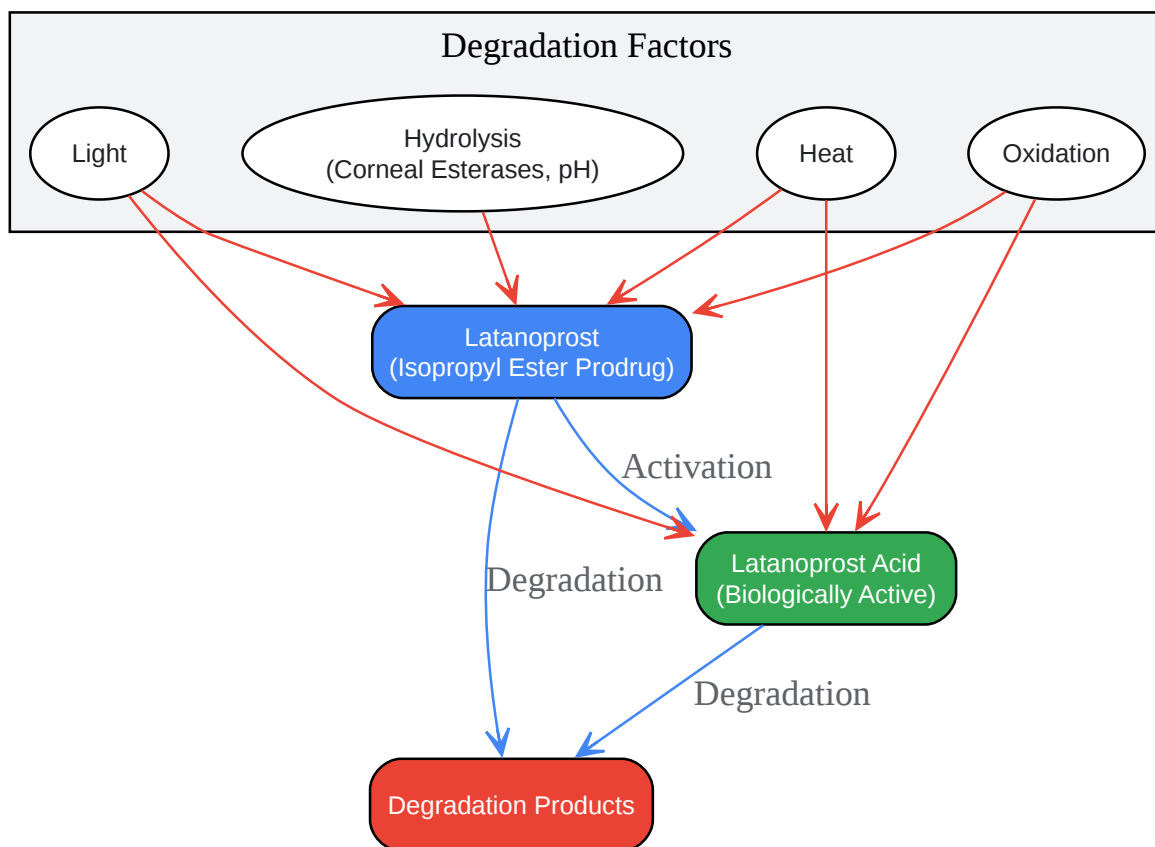 Degradation Factors
Light
Hydrolysis
(Corneal Esterases, pH)
Heat
Oxidation
Latanoprost
(Isopropyl Ester Prodrug)
Activation
Latanoprost Acid
(Biologically Active)
Degradation
Degradation
Degradation Products